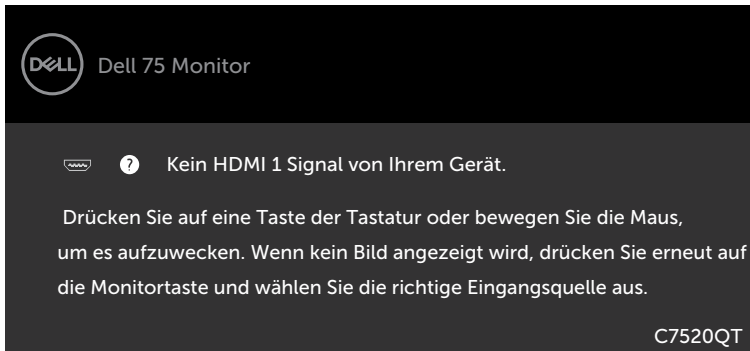 DELL Dell 75 Monitor
? Kein HDMI 1 Signal von Ihrem Gerät.
Drücken Sie auf eine Taste der Tastatur oder bewegen Sie die Maus,
um es aufzuwecken. Wenn kein Bild angezeigt wird, drücken Sie erneut auf
die Monitortaste und wählen Sie die richtige Eingangsquelle aus.
C7520QT